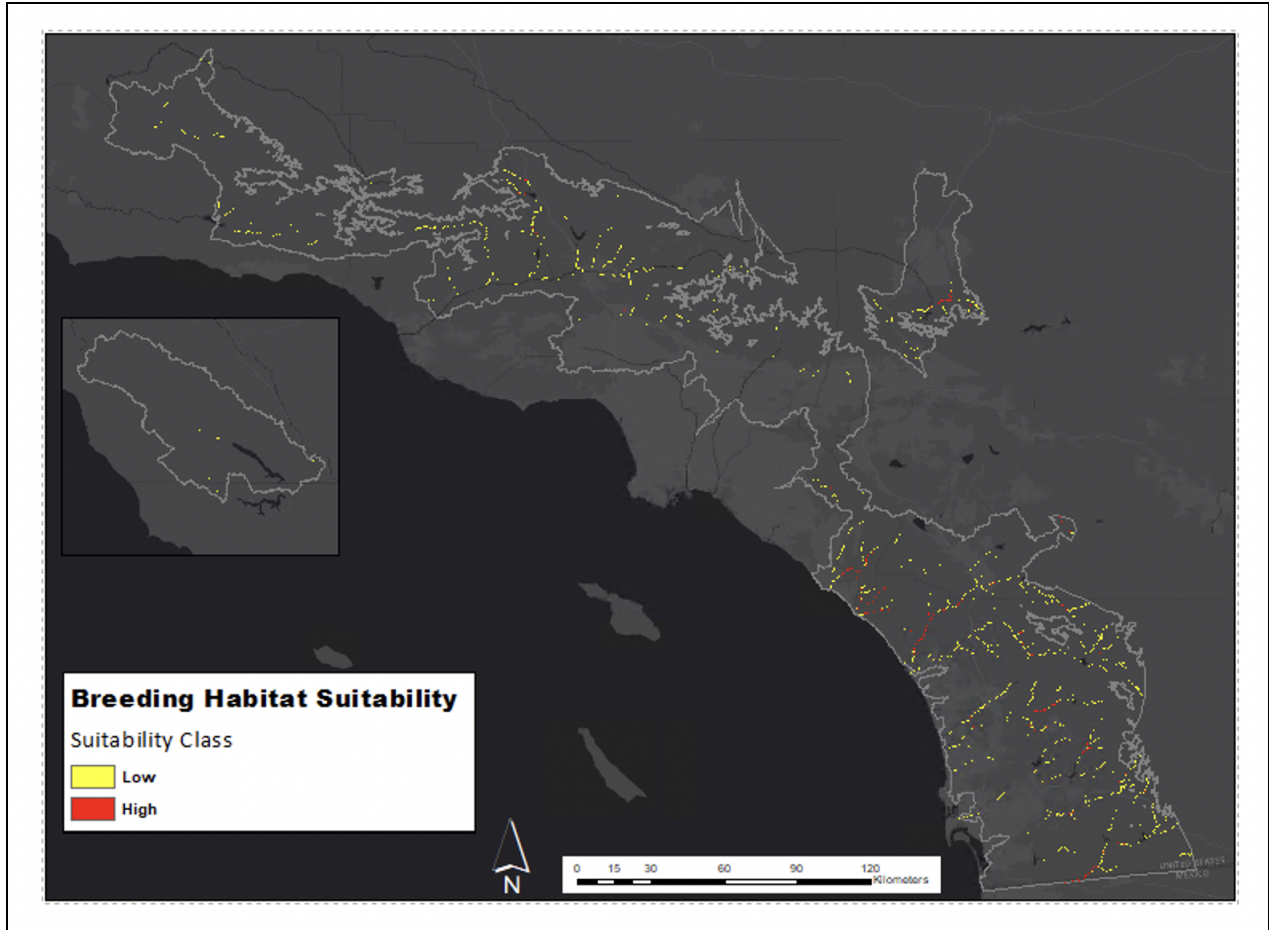 Breeding Habitat Suitability
Suitability Class
Low
High
N
0 15 30 60 90 120
Kilometers
UNITED STATES
MEXICO